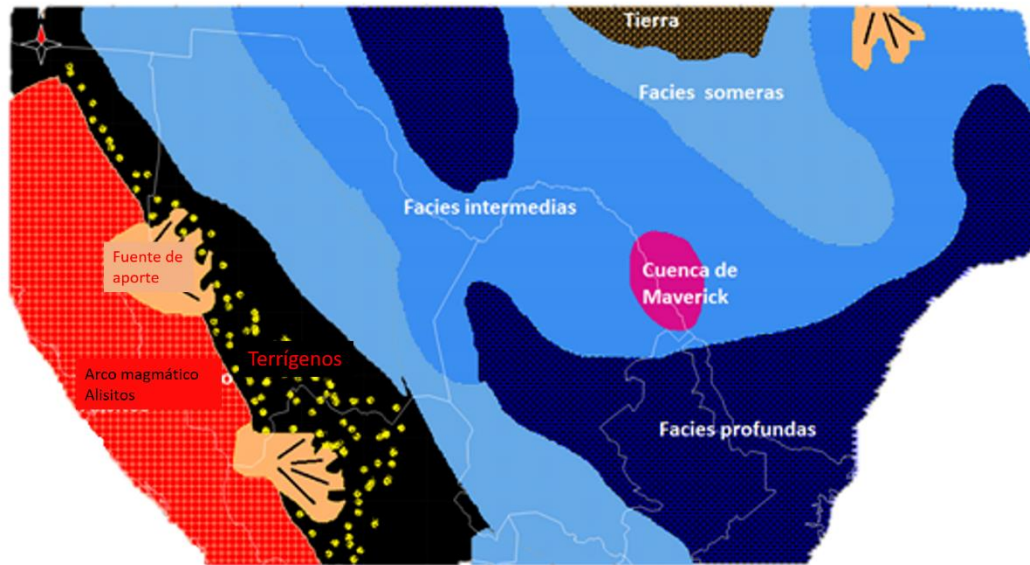 Tierra
Facies someras
Facies intermedias
Fuente de
aporte
Cuenca de
Maverick
Terrígenos
Arco magmático
Alisitos
Facies profundas